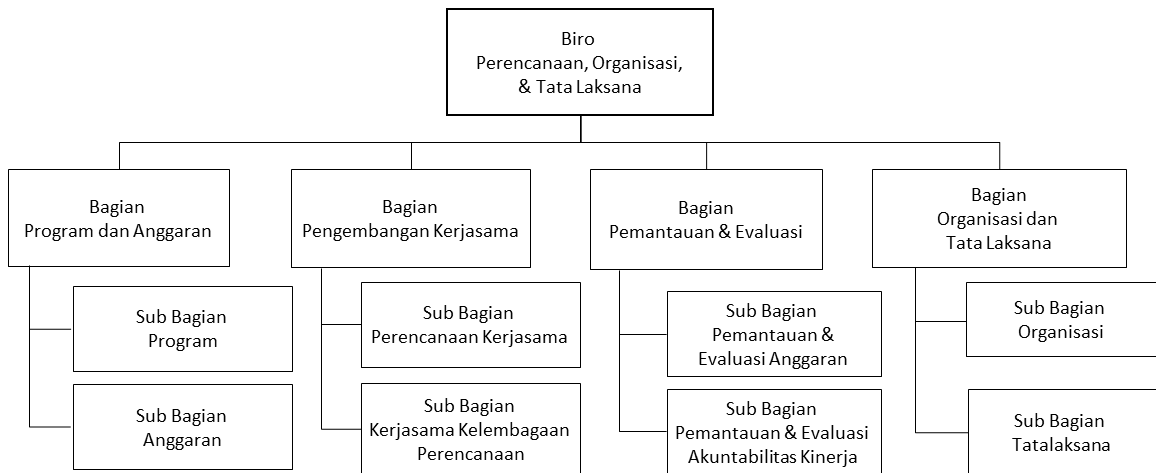 Biro
Perencanaan, Organisasi,
& Tata Laksana
Bagian
Program dan Anggaran
Bagian
Pengembangan Kerjasama
Bagian
Pemantauan & Evaluasi
Bagian
Organisasi dan
Tata Laksana
Sub Bagian
Program
Sub Bagian
Perencanaan Kerjasama
Sub Bagian
Pemantauan &
Evaluasi Anggaran
Sub Bagian
Organisasi
Sub Bagian
Anggaran
Sub Bagian
Kerjasama Kelembagaan
Perencanaan
Sub Bagian
Pemantauan & Evaluasi
Akuntabilitas Kinerja
Sub Bagian
Tatalaksana